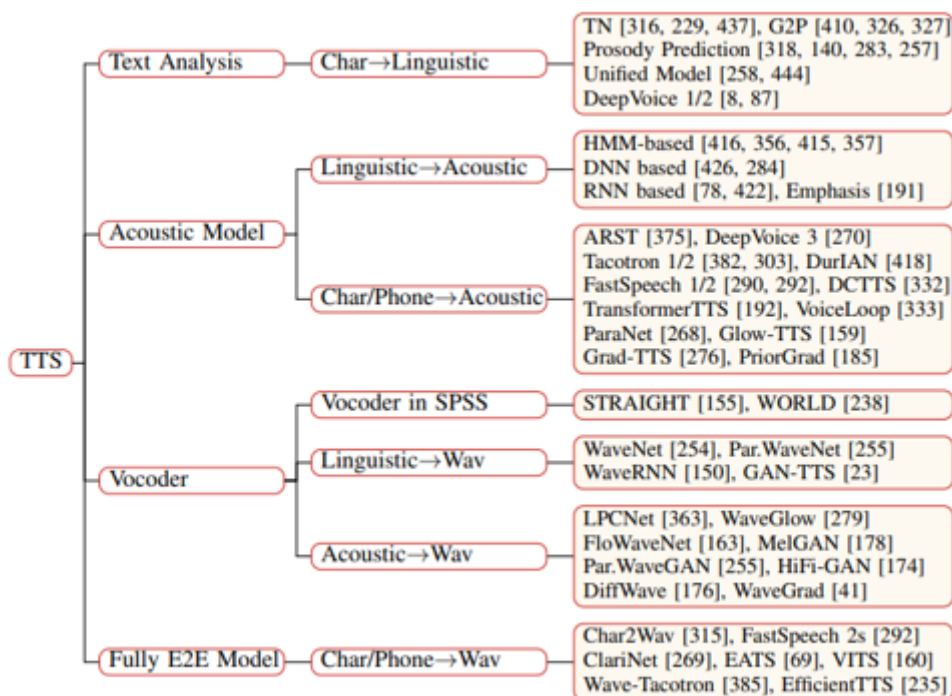 TTS
Text Analysis
Char→Linguistic
TN [316, 229, 437], G2P [410, 326, 327]
Prosody Prediction [318, 140, 283, 257]
Unified Model [258, 444]
DeepVoice 1/2 [8, 87]
Acoustic Model
Linguistic→Acoustic
HMM-based [416, 356, 415, 357]
DNN based [426, 284]
RNN based [78, 422], Emphasis [191]
Char/Phone→Acoustic
ARST [375], DeepVoice 3 [270]
Tacotron 1/2 [382, 303], DurIAN [418]
FastSpeech 1/2 [290, 292], DCTTS [332]
TransformerTTS [192], VoiceLoop [333]
ParaNet [268], Glow-TTS [159]
Grad-TTS [276], PriorGrad [185]
Vocoder
Vocoder in SPSS
STRAIGHT [155], WORLD [238]
Linguistic→Wav
WaveNet [254], Par.WaveNet [255]
WaveRNN [150], GAN-TTS [23]
Acoustic→Wav
LPCNet [363], WaveGlow [279]
FloWaveNet [163], MelGAN [178]
Par.WaveGAN [255], HiFi-GAN [174]
DiffWave [176], WaveGrad [41]
Fully E2E Model
Char/Phone→Wav
Char2Wav [315], FastSpeech 2s [292]
ClariNet [269], EATS [69], VITS [160]
Wave-Tacotron [385], EfficientTTS [235]